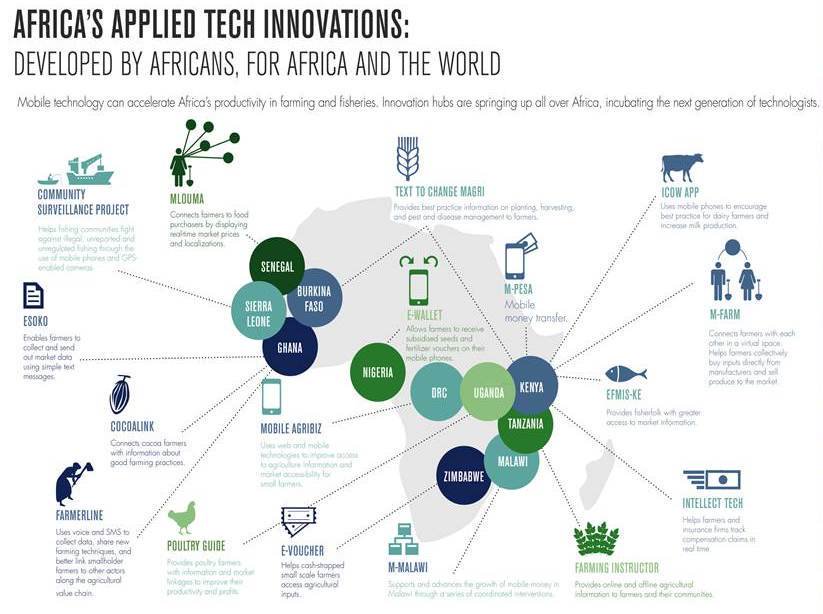 AFRICA'S APPLIED TECH INNOVATIONS:
DEVELOPED BY AFRICANS, FOR AFRICA AND THE WORLD
Mobile technology can accelerate Africa's productivity in farming and fisheries. Innovation hubs are springing up all over Africa, incubating the next generation of technologists.
COMMUNITY
SURVEILLANCE PROJECT
Helps fishing communities fight
against illegal, unreported and
unregulated fishing through the
use of mobile phones and GPS-
enabled cameras.
MLOUMA
Connects farmers to food
purchasers by displaying
real-time market prices
and localizations.
TEXT TO CHANGE MAGRI
Provides best practice information on planting, harvesting,
and pest and disease management to farmers.
ICOW APP
Uses mobile phones to encourage
best practice for dairy farmers and
increase milk production.
SENEGAL
BURKINA
FASO
SIERRA
LEONE
GHANA
E-WALLET
Allows farmers to receive
subsidised seeds and
fertilizer vouchers on their
mobile phones.
M-PESA
Mobile
money transfer.
M-FARM
Connects farmers with each
other in a virtual space.
Helps farmers collectively
buy inputs directly from
manufacturers and sell
produce to the market.
ESOKO
Enables farmers to
collect and send
out market data
using simple text
messages.
NIGERIA
DRC
UGANDA
KENYA
TANZANIA
MALAWI
ZIMBABWE
EFMIS-KE
Provides fisherfolk with greater
access to market information.
COCOALINK
Connects cocoa farmers
with information about
good farming practices.
MOBILE AGRIBIZ
Uses web and mobile
technologies to improve access
to agriculture information and
market accessibility for
small farmers.
INTELLECT TECH
Helps farmers and
insurance firms track
compensation claims in
real time.
FARMERLINE
Uses voice and SMS to
collect data, share new
farming techniques, and
better link smallholder
farmers to other actors
along the agricultural
value chain.
POULTRY GUIDE
Provides poultry farmers
with information and market
linkages to improve their
productivity and profits.
E-VOUCHER
Helps cash-strapped
small scale farmers
access agricultural
inputs.
M-MALAWI
Supports and advances the growth of mobile money in
Malawi through a series of coordinated interventions.
FARMING INSTRUCTOR
Provides online and offline agricultural
information to farmers and their communities.